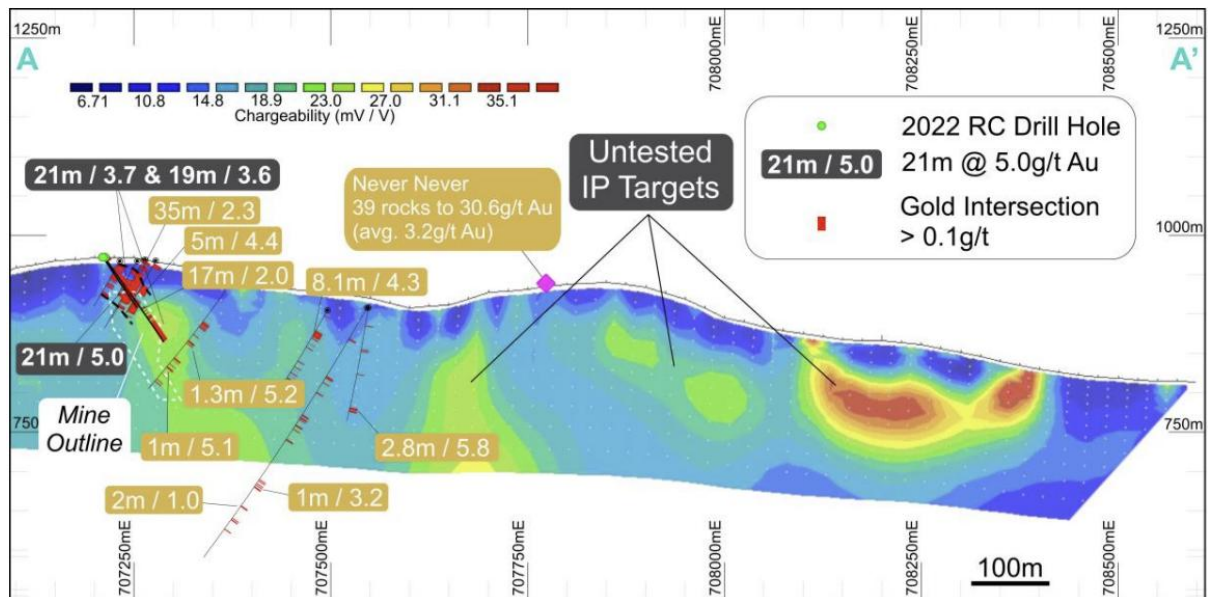 1250m
1250m
A
A'
708000mE
708250mE
708500mE
6.71 10.8 14.8 18.9 23.0 27.0 31.1 35.1
Chargeability (mV / V)
2022 RC Drill Hole
21m / 5.0
21m @ 5.0g/t Au
Gold Intersection
> 0.1g/t
Untested
IP Targets
21m / 3.7 & 19m / 3.6
Never Never
39 rocks to 30.6g/t Au
(avg. 3.2g/t Au)
35m / 2.3
5m / 4.4
1000m
17m / 2.0
8.1m / 4.3
21m / 5.0
1.3m / 5.2
Mine
Outline
750
750m
1m / 5.1
2.8m / 5.8
2m / 1.0
1m / 3.2
707250mE
707500mE
707750mE
708000mE
708250mE
708500mE
100m